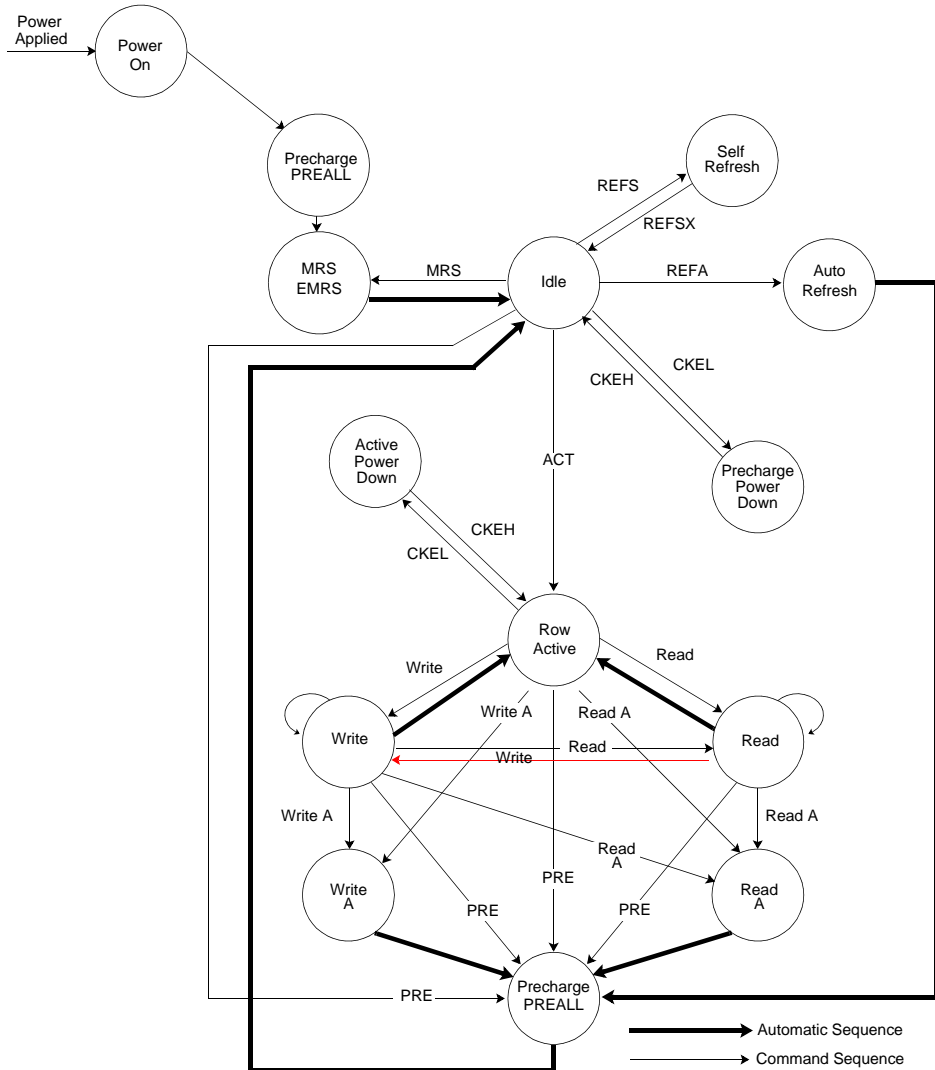 Power
Applied
Power
On
Precharge
PREALL
Self
Refresh
REFS
REFSX
MRS
EMRS
MRS
Idle
REFA
Auto
Refresh
CKEL
CKEH
Active
Power
Down
ACT
Precharge
Power
Down
CKEH
CKEL
Row
Active
Write
Read
Write A
Read A
Write
Read
Write
Read
Write A
Read A
Read
A
Write
A
PRE
Read
A
PRE
PRE
Precharge
PREALL
PRE
Automatic Sequence
Command Sequence